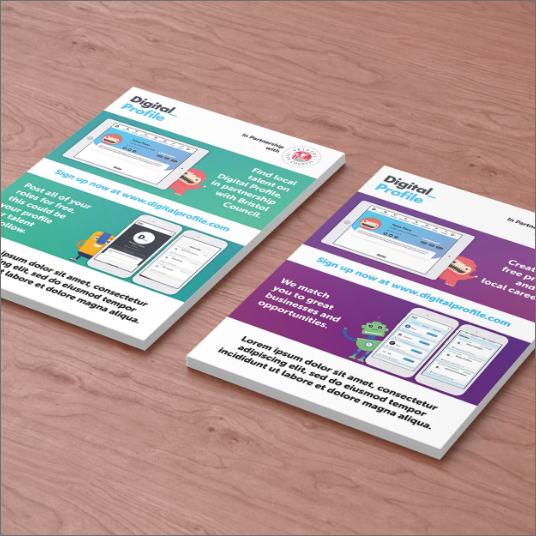 Digital_
Profile
In Partnership
with
Find local
talent on
Digital Profile,
in partnership
with Bristol
Council.
Sign up now at www.digitalprofile.com
Post all of your
roles for free,
this could be
your profile
your talent
follow.
Lorem ipsum dolor sit amet, consectetur
adipiscing elit, sed do eiusmod tempor
incididunt ut labore et dolore magna aliqua.
Digital_
Profile
In Partne
Creat
free p
and
local caree
Sign up now at www.digitalprofile.com
We match
you to great
businesses and
opportunities.
Lorem ipsum dolor sit amet, consectetur
adipiscing elit, sed do eiusmod tempor
incididunt ut labore et dolore magna aliqua.